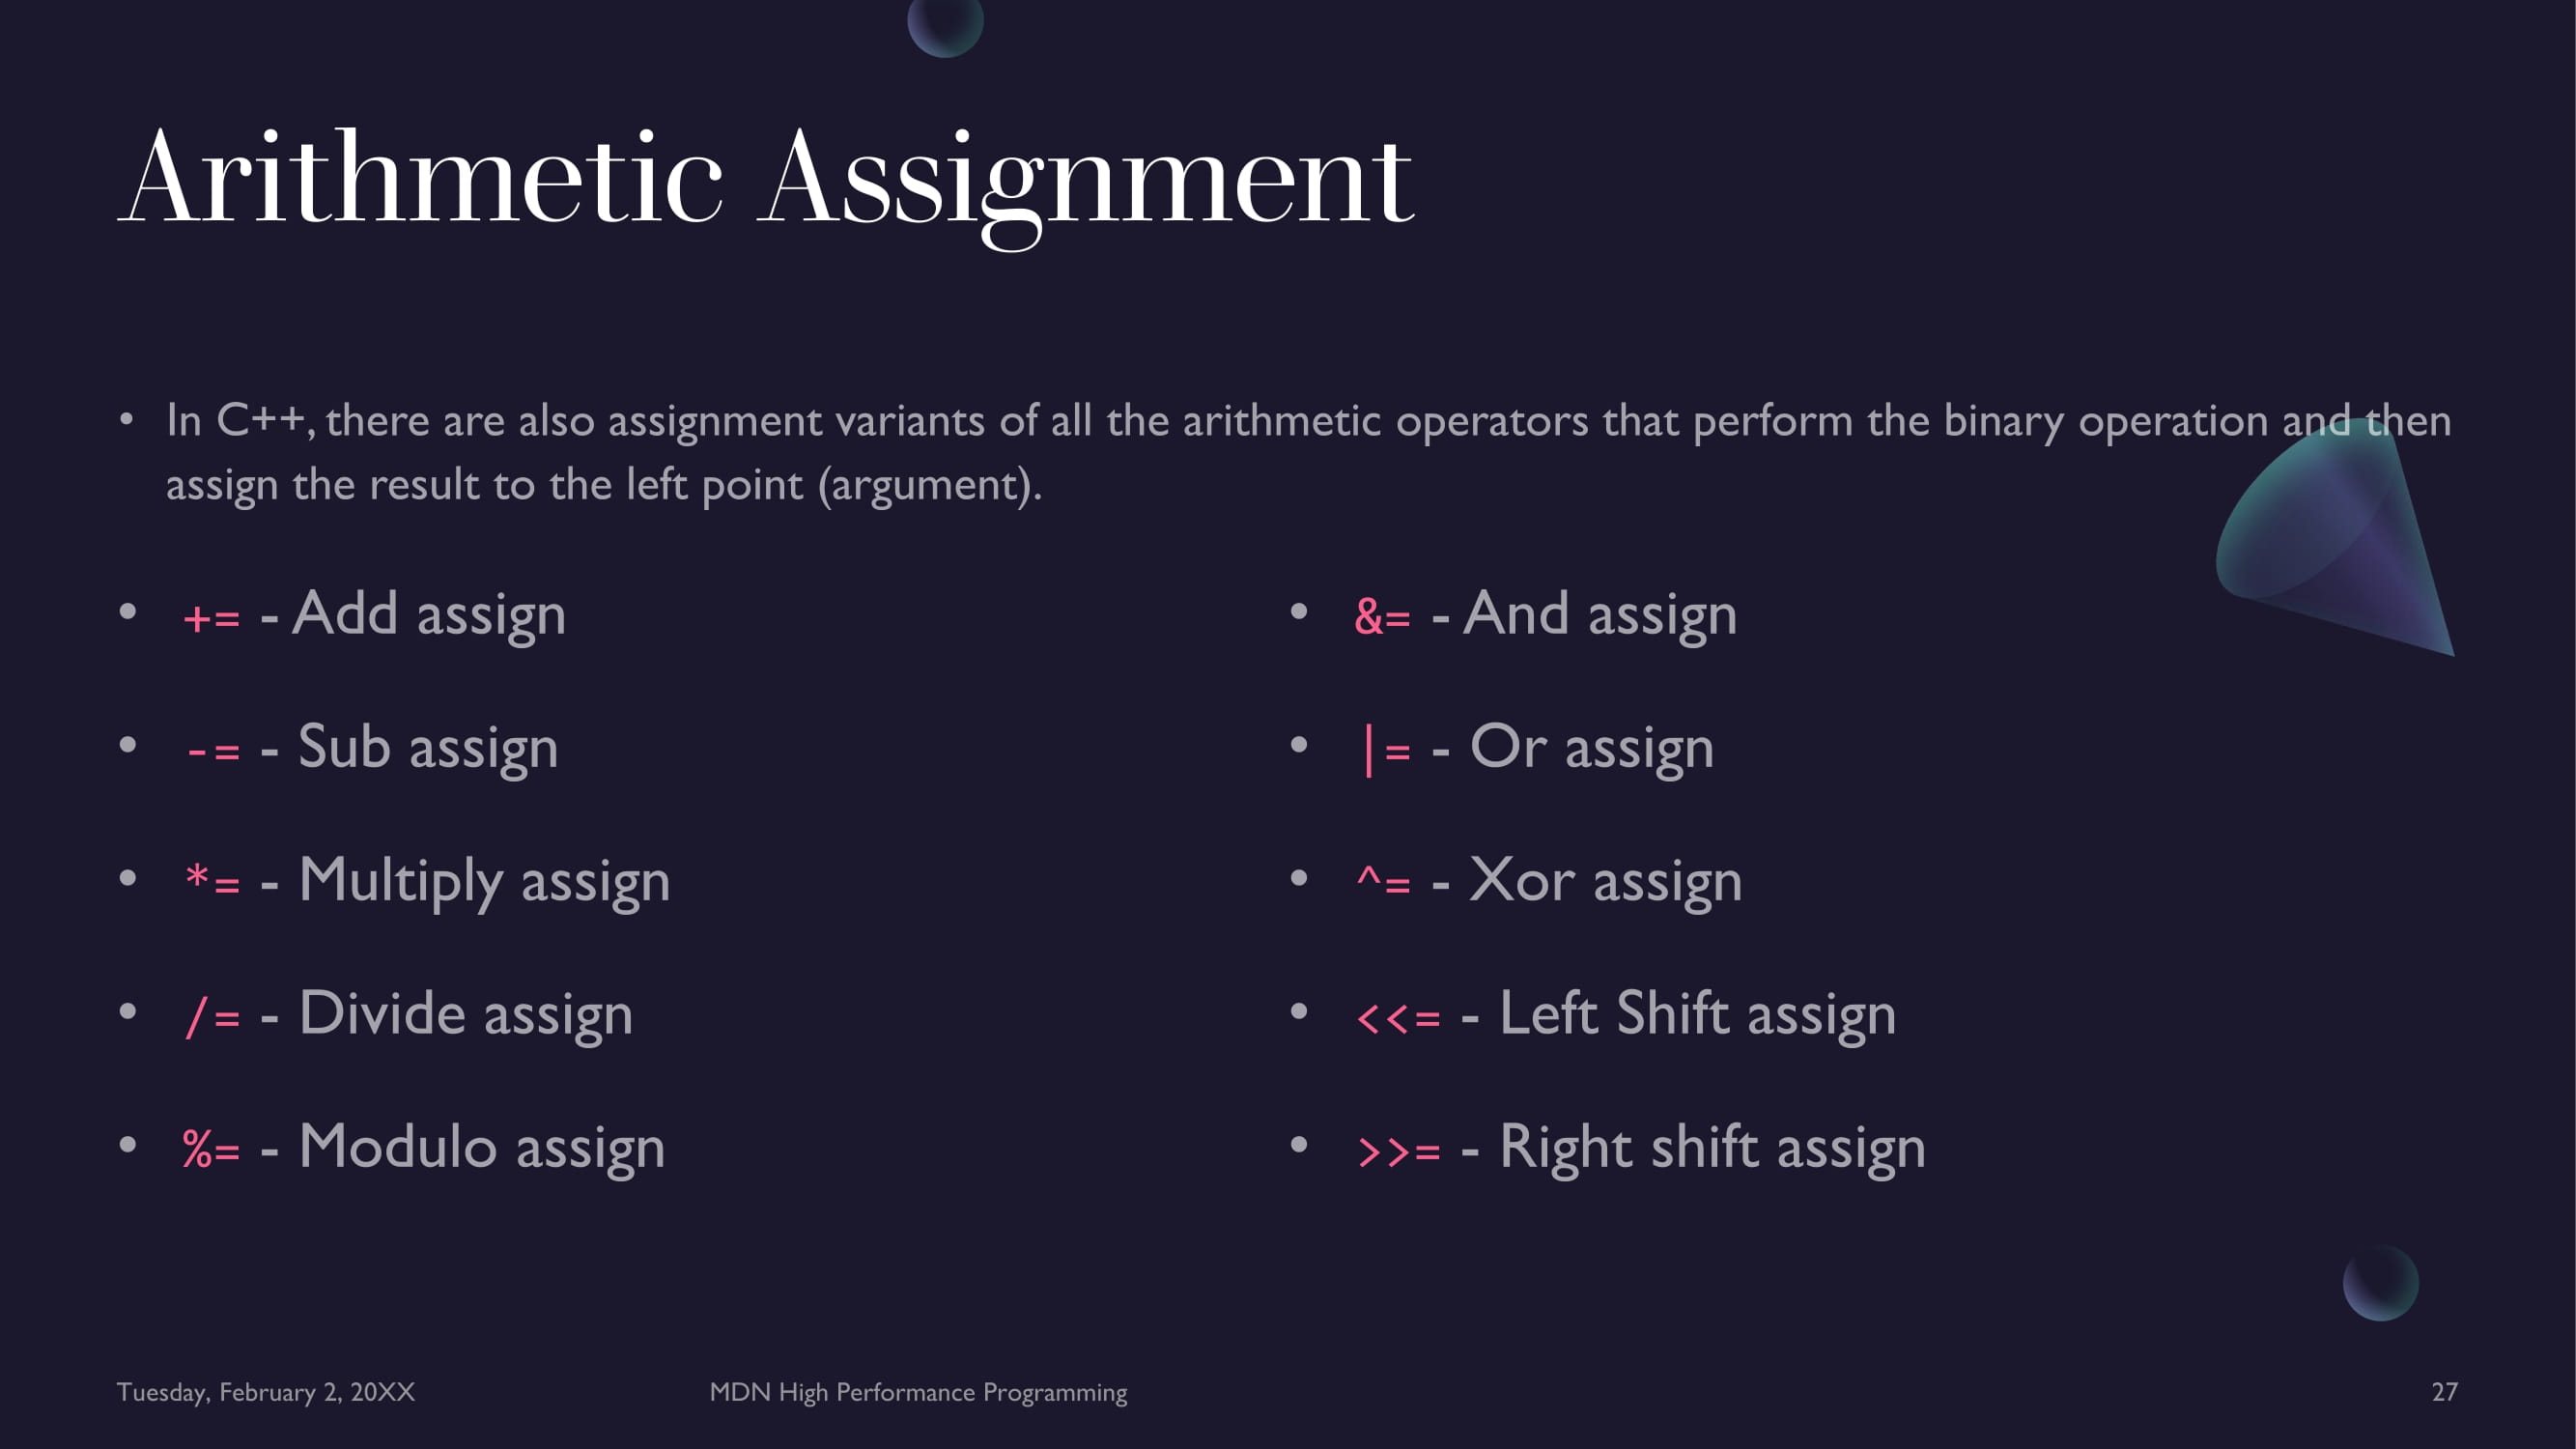 Arithmetic Assignment
• In C++, there are also assignment variants of all the arithmetic operators that perform the binary operation and then
assign the result to the left point (argument).
• += - Add assign
• -= - Sub assign
• *= - Multiply assign
• /= - Divide assign
• %= - Modulo assign
• &= - And assign
• |= - Or assign
• ^= - Xor assign
• <<= - Left Shift assign
• >>= - Right shift assign
Tuesday, February 2, 20XX
MDN High Performance Programming
27